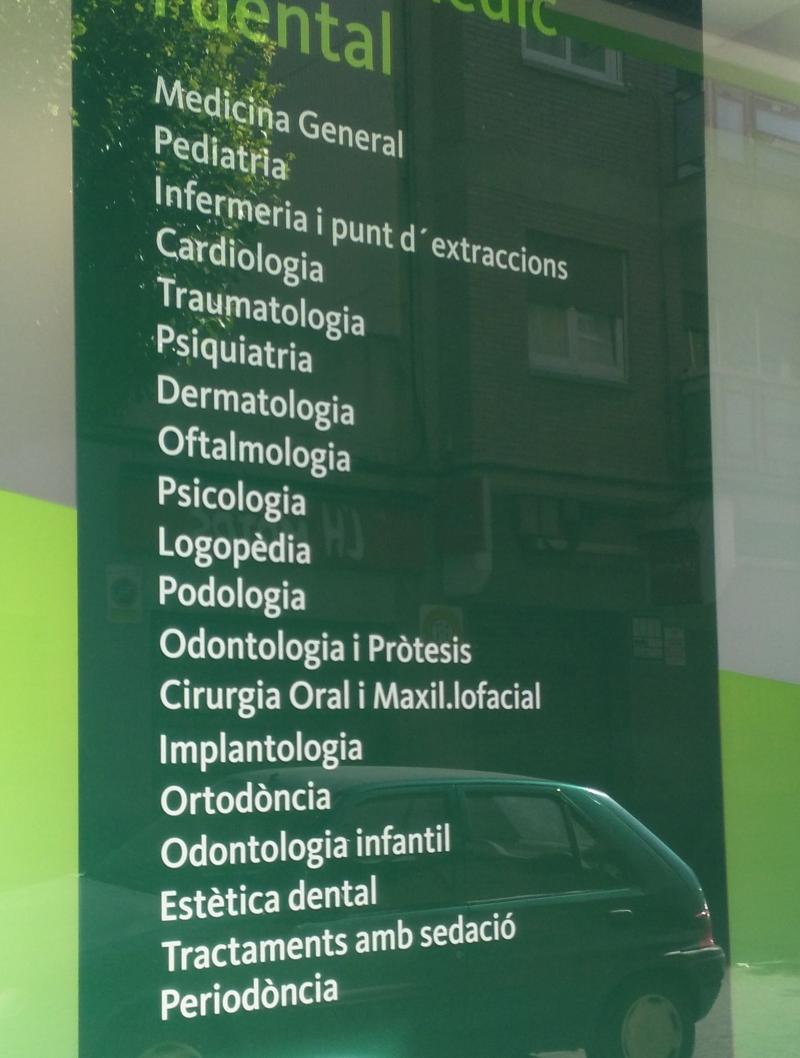 i dental
Medicina General
Pediatria
Infermeria i punt d´extraccions
Cardiologia
Traumatologia
Psiquiatria
Dermatologia
Oftalmologia
Psicologia
Logopèdia
Podologia
Odontologia i Pròtesis
Cirurgia Oral i Maxil.lofacial
Implantologia
Ortodòncia
Odontologia infantil
Estètica dental
Tractaments amb sedació
Periodòncia